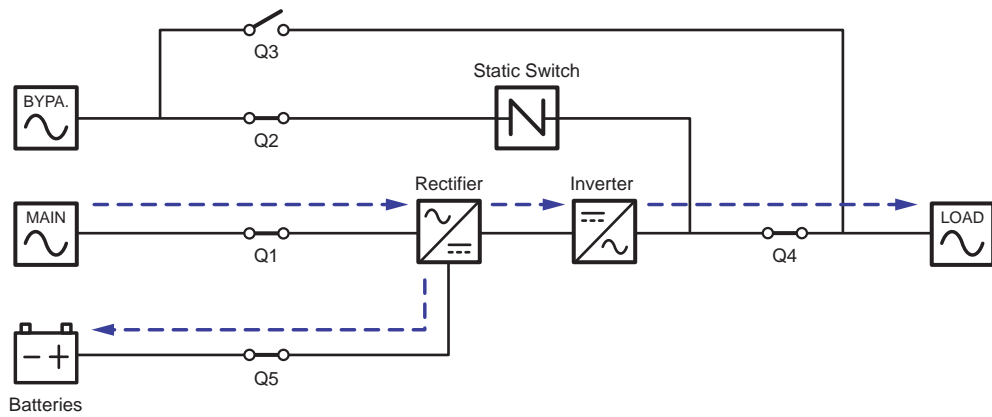 Q3
Static Switch
BYPA.
Q2
Rectifier
Inverter
MAIN
LOAD
Q1
Q4
Q5
Batteries